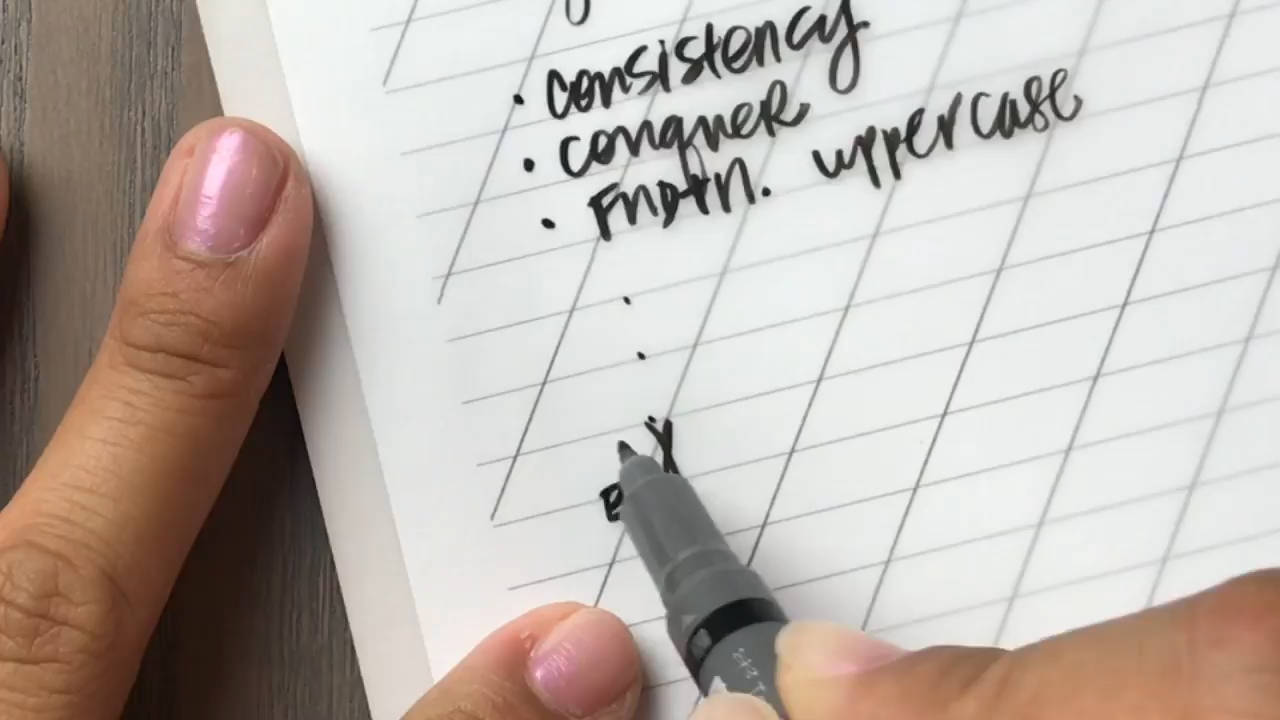 • consistency
• conquer
• Fndtn. uppercase